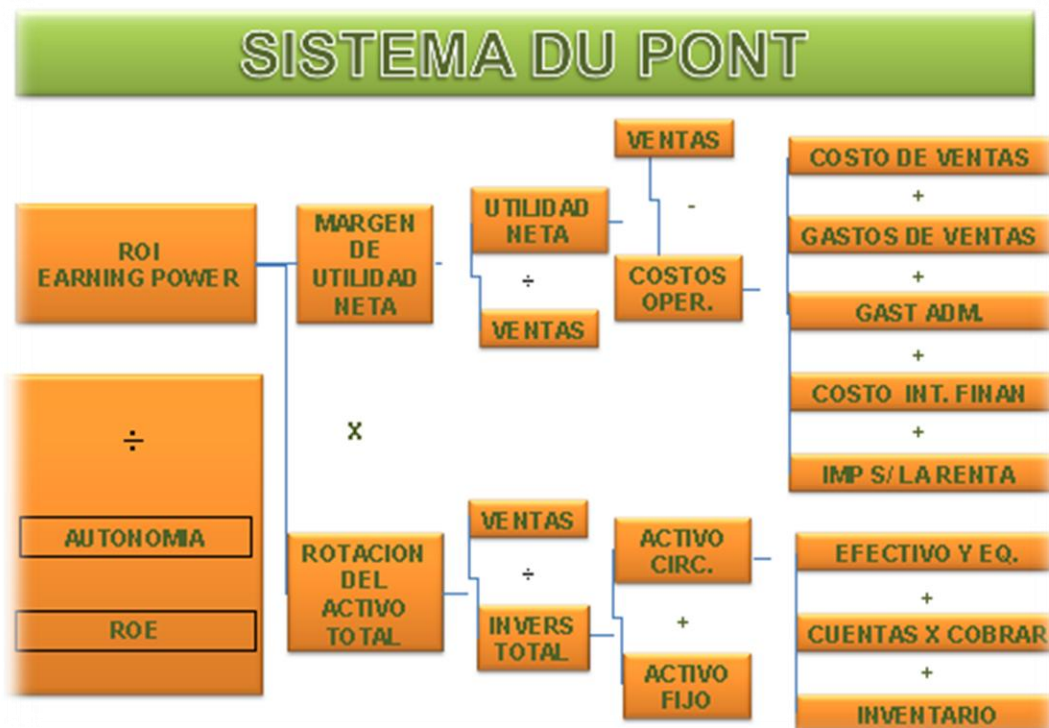 SISTEMA DU PONT
ROI
EARNING POWER
MARGEN
DE
UTILIDAD
NETA
UTILIDAD
NETA
÷
VENTAS
VENTAS
-
COSTOS
OPER.
COSTO DE VENTAS
+
GASTOS DE VENTAS
+
GAST ADM.
+
COSTO INT. FINAN
+
IMP S/ LA RENTA
÷
AUTONOMIA
ROE
X
ROTACION
DEL
ACTIVO
TOTAL
VENTAS
÷
INVERS
TOTAL
ACTIVO
CIRC.
+
ACTIVO
FIJO
EFECTIVO Y EQ.
+
CUENTAS X COBRAR
+
INVENTARIO